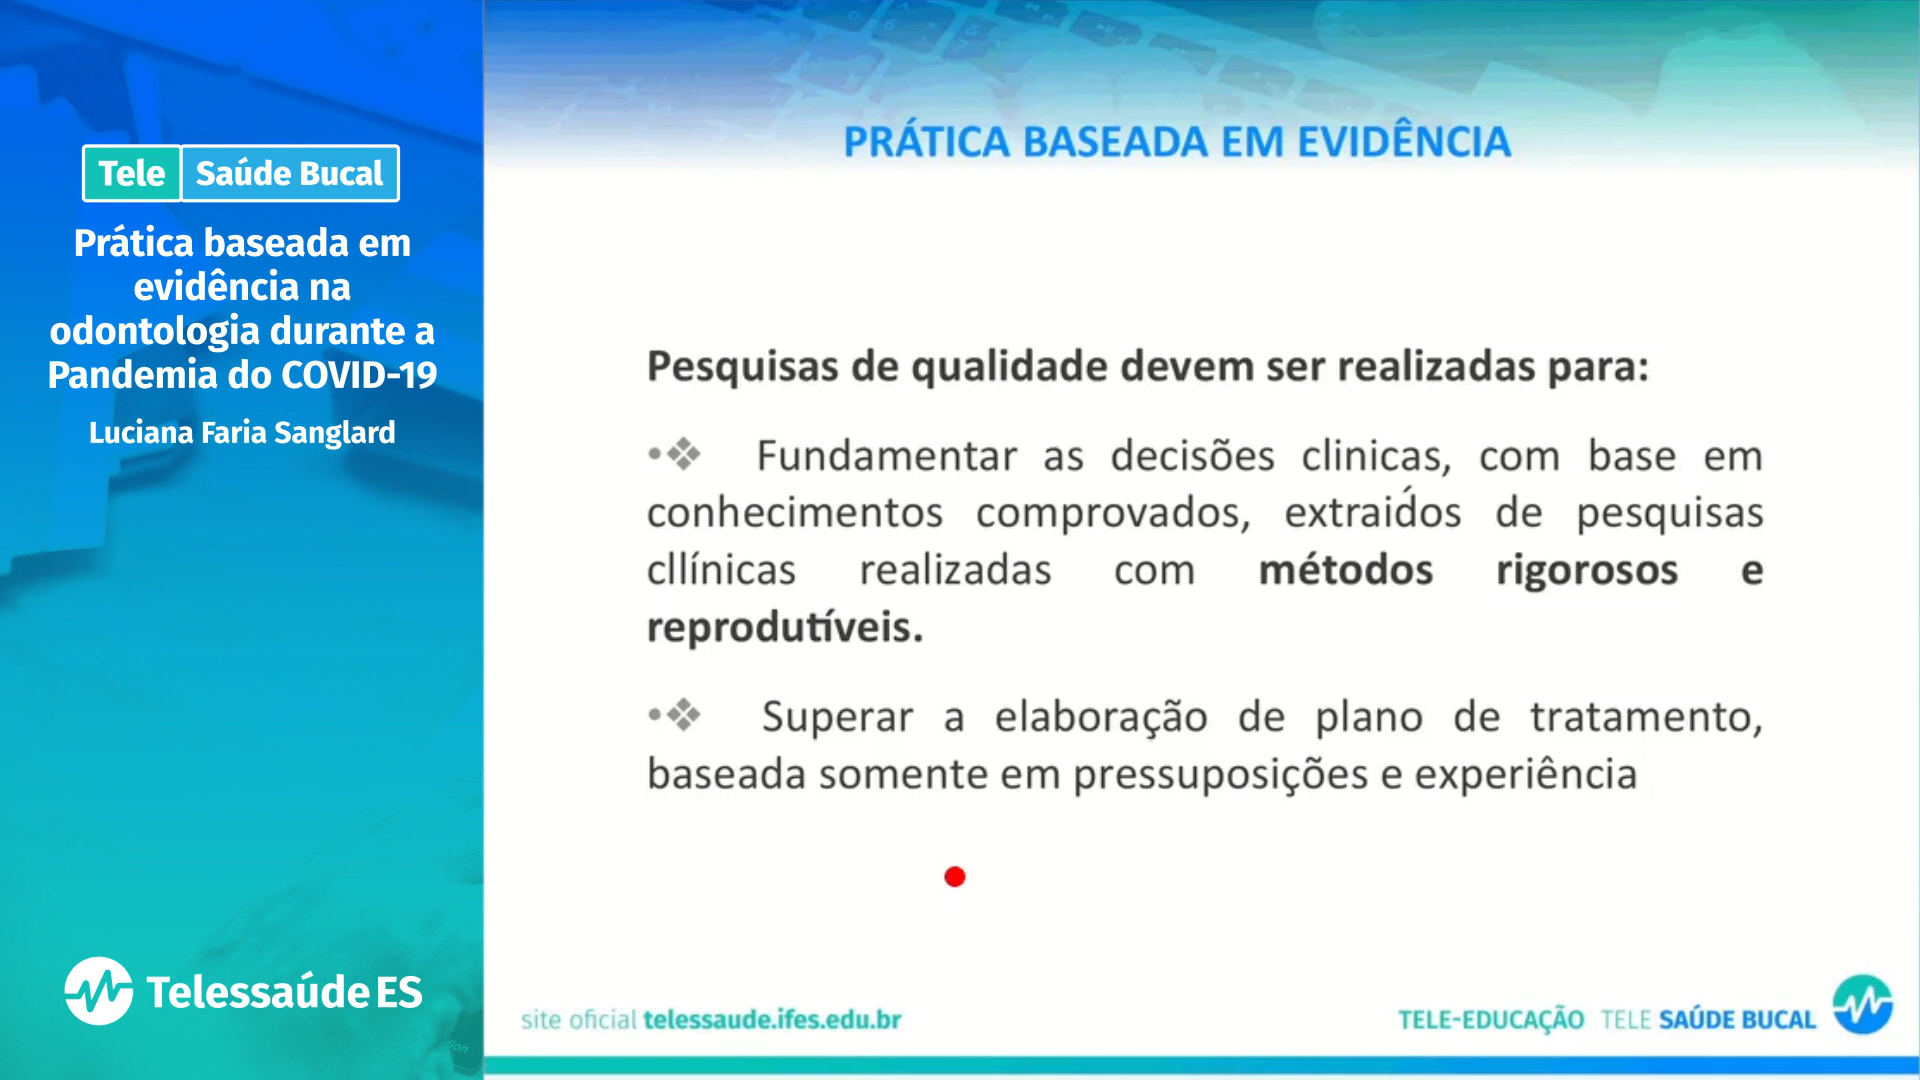 Tele Saúde Bucal
Prática baseada em
evidência na
odontologia durante a
Pandemia do COVID-19
Luciana Faria Sanglard
TelessaúdeES
PRÁTICA BASEADA EM EVIDÊNCIA
Pesquisas de qualidade devem ser realizadas para:
•❖ Fundamentar as decisões clinicas, com base em
conhecimentos comprovados, extraid́os de pesquisas
cllínicas realizadas com métodos rigorosos e
reprodutíveis.
•❖ Superar a elaboração de plano de tratamento,
baseada somente em pressuposições e experiência
site oficial telessaude.ifes.edu.br
TELE-EDUCAÇÃO TELE SAÚDE BUCAL